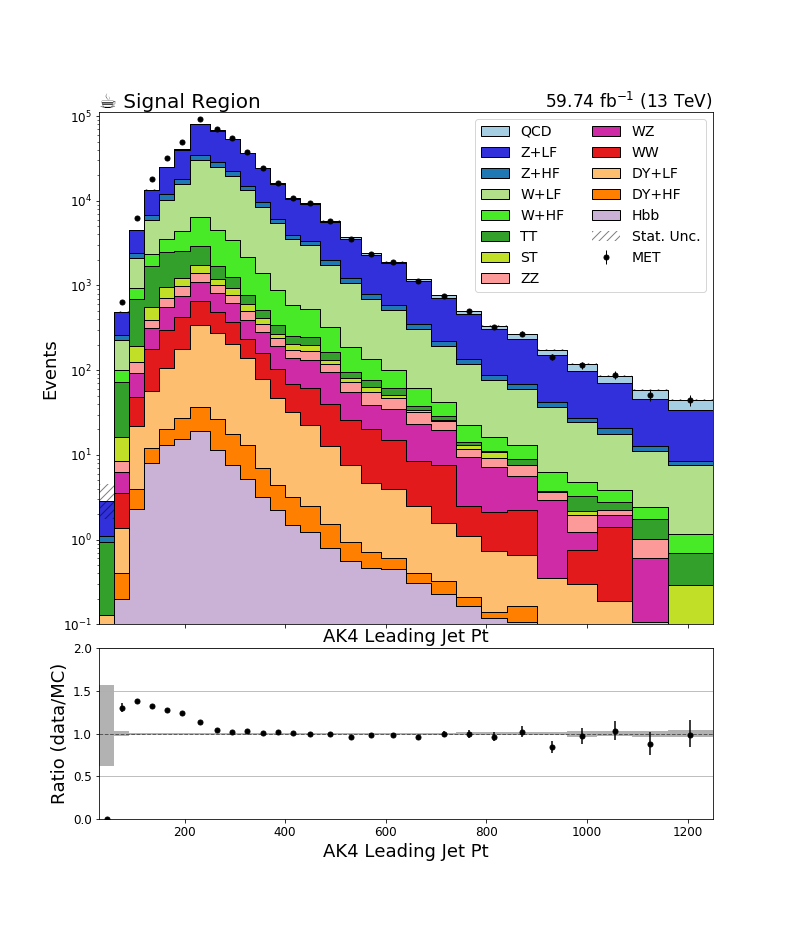 ☕ Signal Region
59.74 fb⁻¹ (13 TeV)
QCD
Z+LF
Z+HF
W+LF
W+HF
TT
ST
ZZ
WZ
WW
DY+LF
DY+HF
Hbb
Stat. Unc.
MET
Events
10⁵
10⁴
10³
10²
10¹
10⁰
10⁻¹
AK4 Leading Jet Pt
Ratio (data/MC)
2.0
1.5
1.0
0.5
0.0
200 400 600 800 1000 1200
AK4 Leading Jet Pt